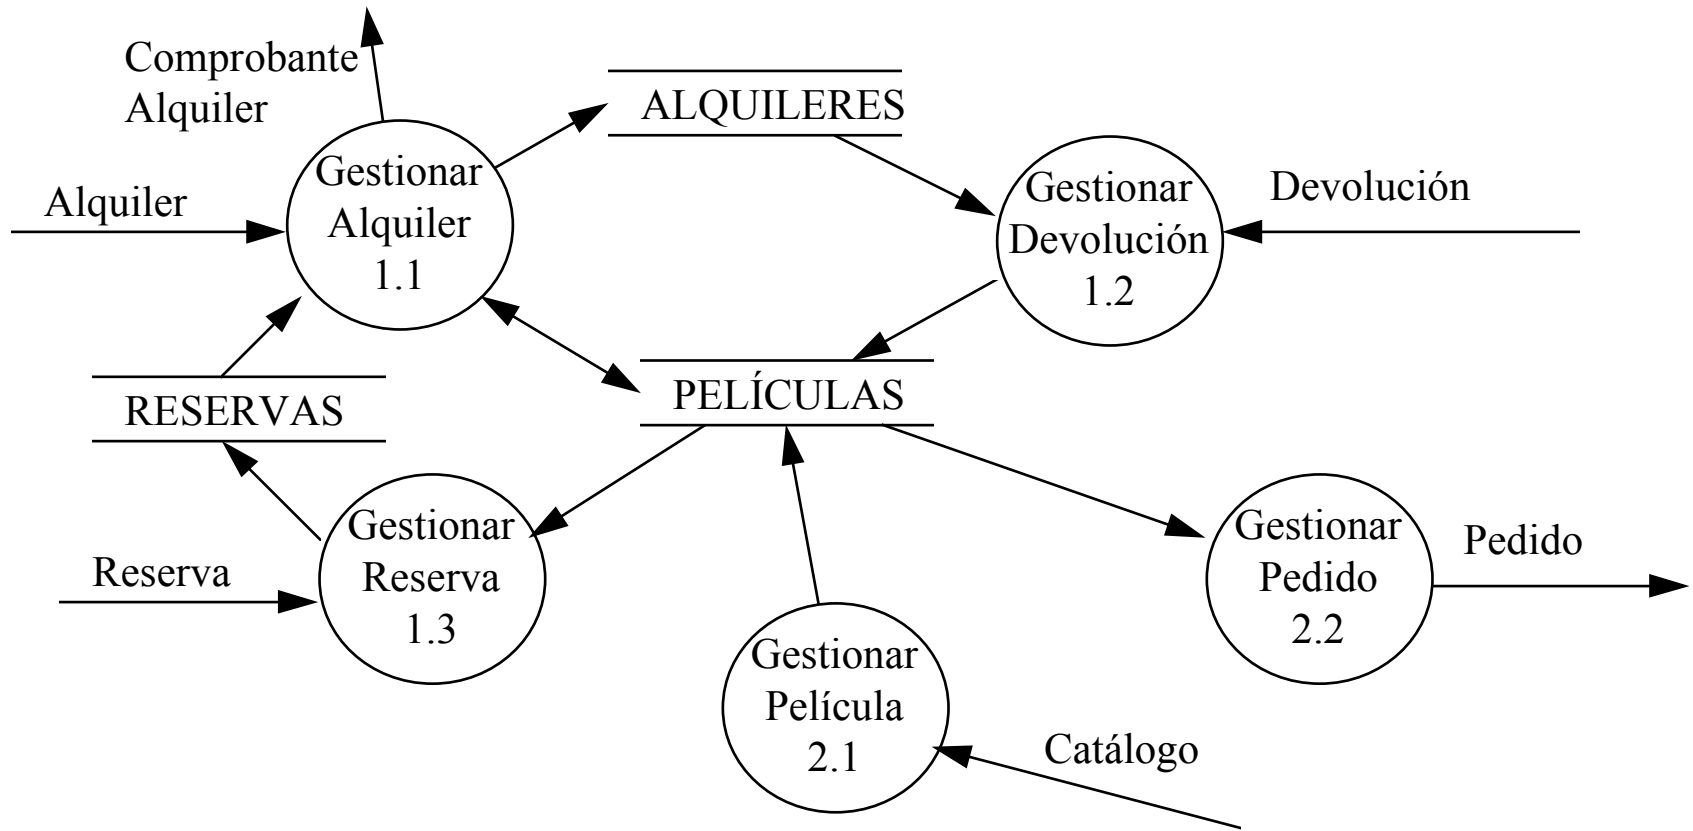 Comprobante
Alquiler
ALQUILERES
Gestionar
Alquiler
1.1
Alquiler
Gestionar
Devolución
1.2
Devolución
RESERVAS
PELÍCULAS
Gestionar
Reserva
1.3
Reserva
Gestionar
Pedido
2.2
Pedido
Gestionar
Película
2.1
Catálogo